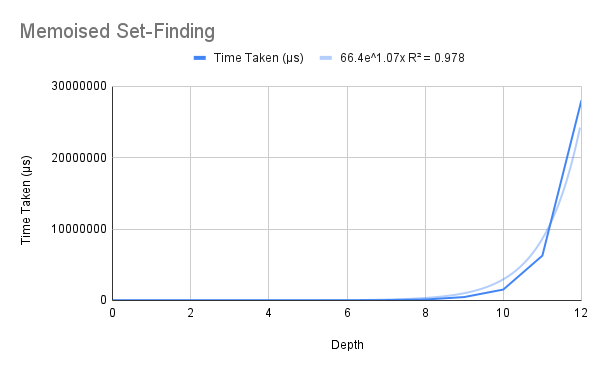 Memoised Set-Finding
Time Taken (μs) 66.4e^1.07x R² = 0.978
30000000
20000000
10000000
0
Time Taken (μs)
0 2 4 6 8 10 12
Depth